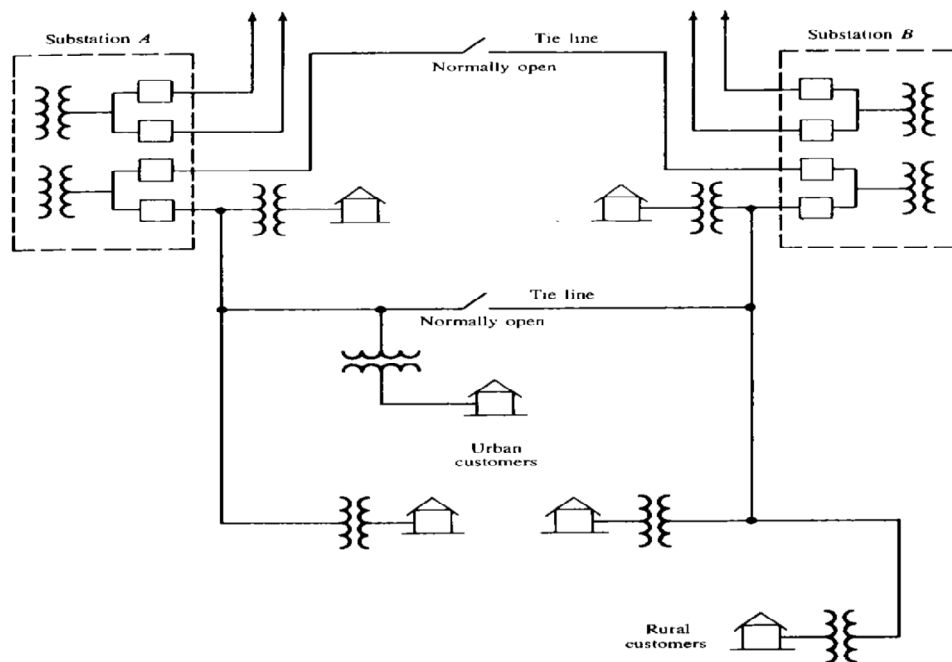 Substation A
Substation B
Tie line
Normally open
Tie line
Normally open
Urban
customers
Rural
customers